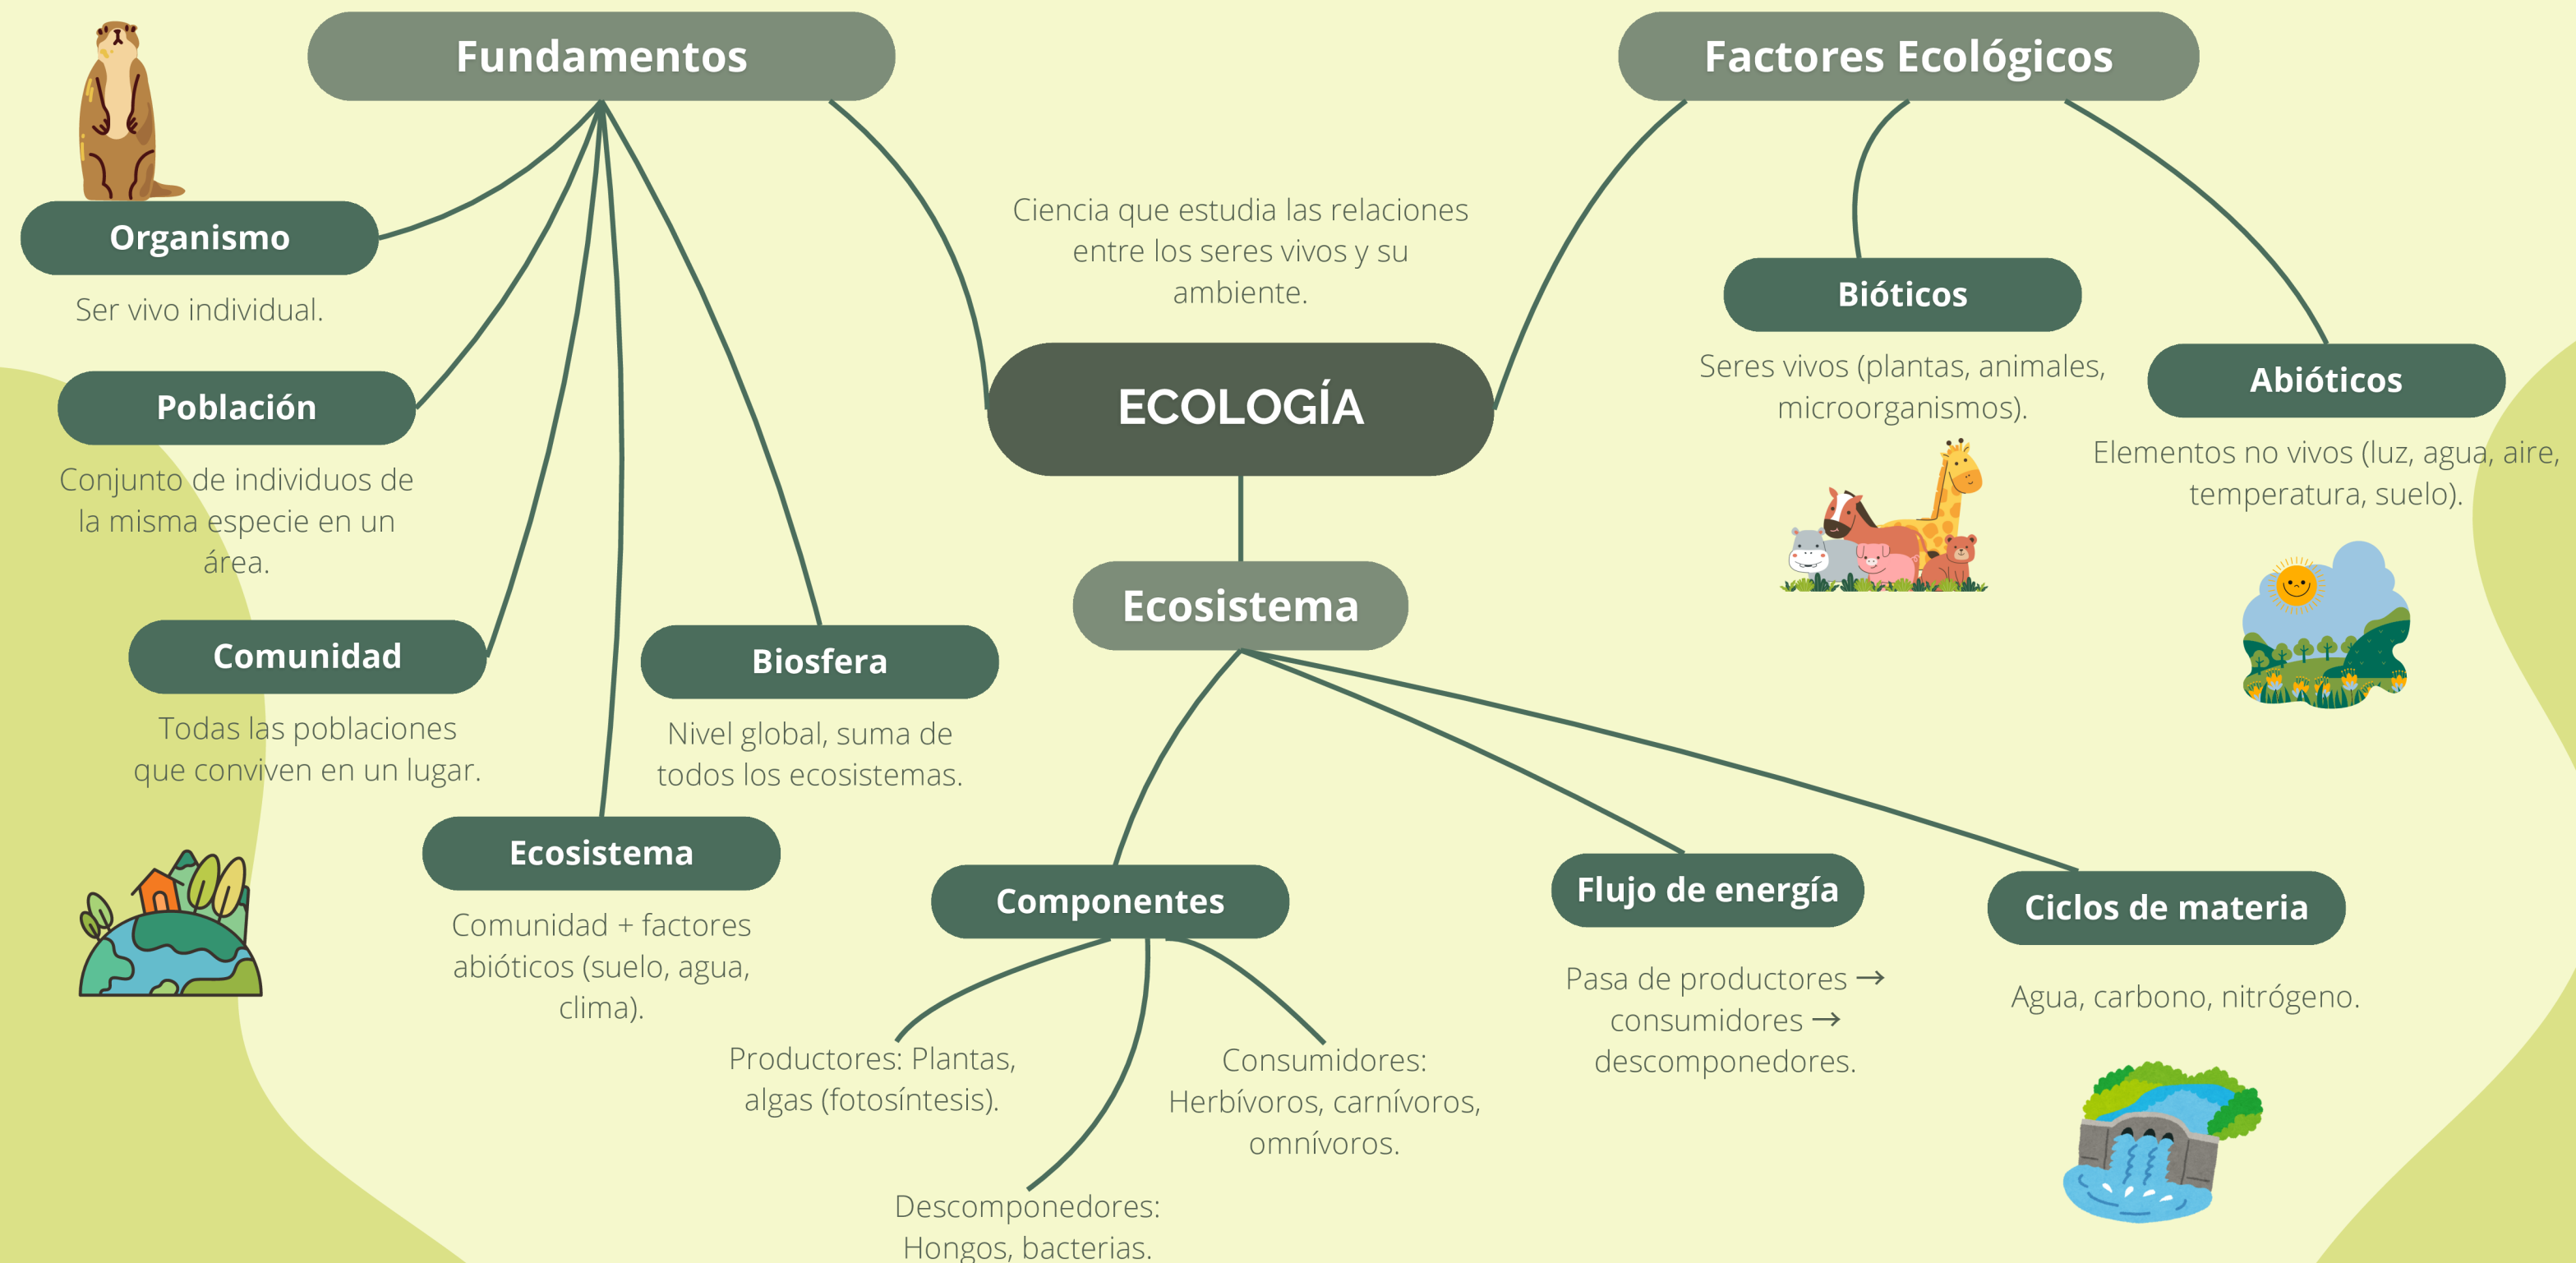 Fundamentos
Organismo
Ser vivo individual.
Población
Conjunto de individuos de
la misma especie en un
área.
Comunidad
Todas las poblaciones
que conviven en un lugar.
Ecosistema
Comunidad + factores
abióticos (suelo, agua,
clima).
Biosfera
Nivel global, suma de
todos los ecosistemas.
Ciencia que estudia las relaciones
entre los seres vivos y su
ambiente.
ECOLOGÍA
Ecosistema
Componentes
Productores: Plantas,
algas (fotosíntesis).
Descomponedores:
Hongos, bacterias.
Consumidores:
Herbívoros, carnívoros,
omnívoros.
Flujo de energía
Pasa de productores →
consumidores →
descomponedores.
Ciclos de materia
Agua, carbono, nitrógeno.
Factores Ecológicos
Bióticos
Seres vivos (plantas, animales,
microorganismos).
Abióticos
Elementos no vivos (luz, agua, aire,
temperatura, suelo).